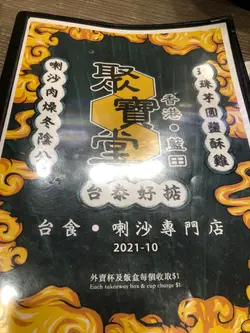 喇沙肉燥冬陰八
聚寶堂
香港•藍田
珍珠芋圓鹽酥雞
台泰好掂
台食•喇沙專門店
2021-10
外賣杯及飯盒每個收取$1
Each takeaway box & cup charge $1